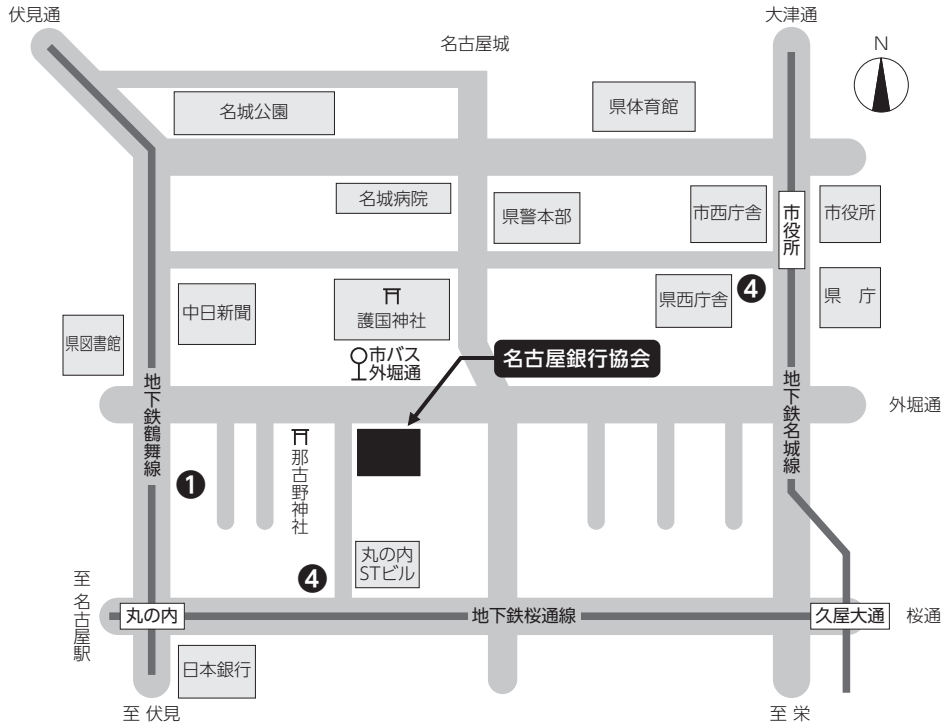 伏見通
名古屋城
大津通
N
名城公園
県体育館
名城病院
県警本部
市西庁舎
市役所
市役所
中日新聞
護国神社
県西庁舎
❹
県 庁
県図書館
市バス
外堀通
名古屋銀行協会
地下鉄鶴舞線
地下鉄名城線
外堀通
❶
那古野神社
❹
丸の内
STビル
至 名古屋駅
丸の内
地下鉄桜通線
久屋大通
桜通
日本銀行
至 伏見
至 栄